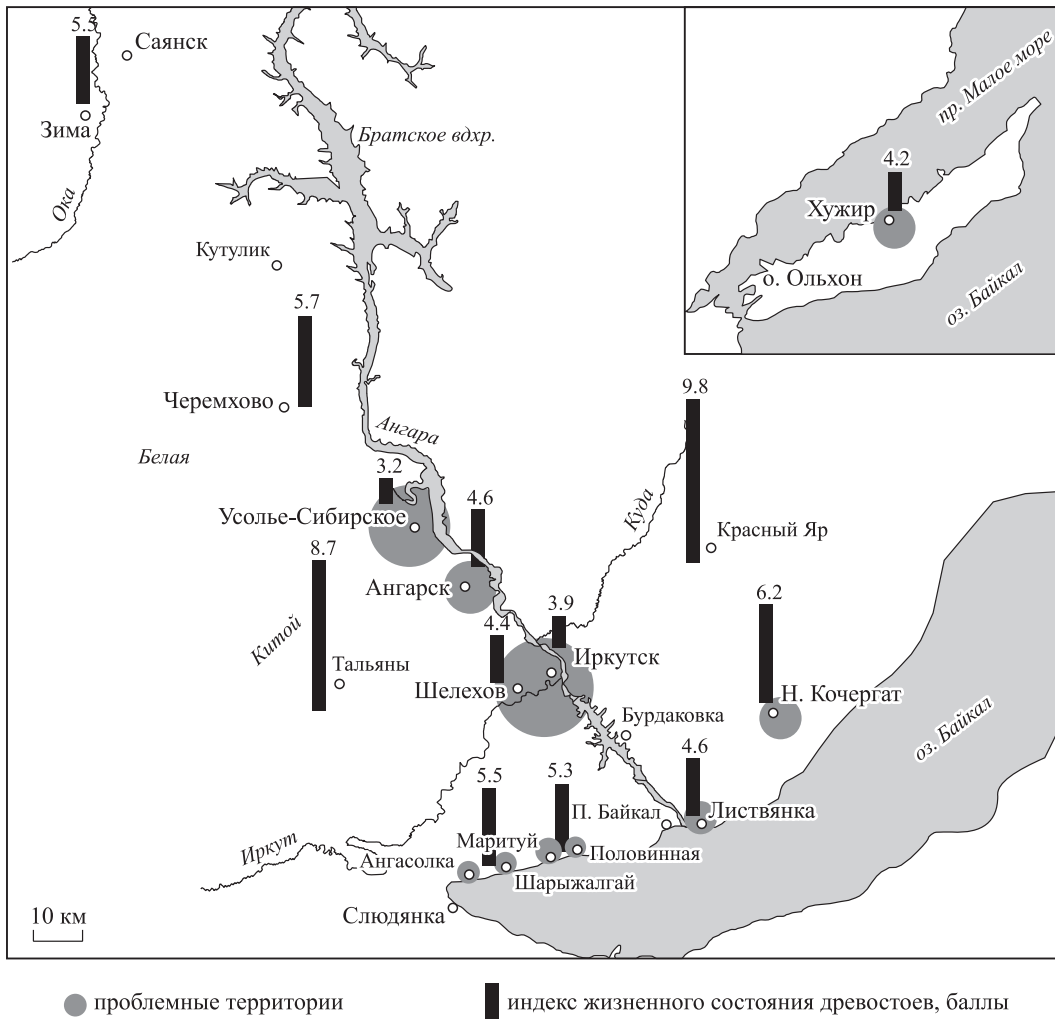 5.5
Саянск
Зима
Ока
Братское вдхр.
Кутулик
5.7
Черемхово
Белая
Ангара
3.2
Усолье-Сибирское
4.6
Ангарск
8.7
Китой
Тальяны
4.4
3.9
Иркутск
Шелехов
Куда
9.8
Красный Яр
6.2
Н. Кочергат
Бурдаковка
4.6
Листвянка
П. Байкал
5.3
5.5
Маритуй
Половинная
Ангасолка
Шарыжалгай
Иркут
Слюдянка
оз. Байкал
10 км
пр. Малое море
4.2
Хужир
о. Ольхон
оз. Байкал
проблемные территории
индекс жизненного состояния древостоев, баллы